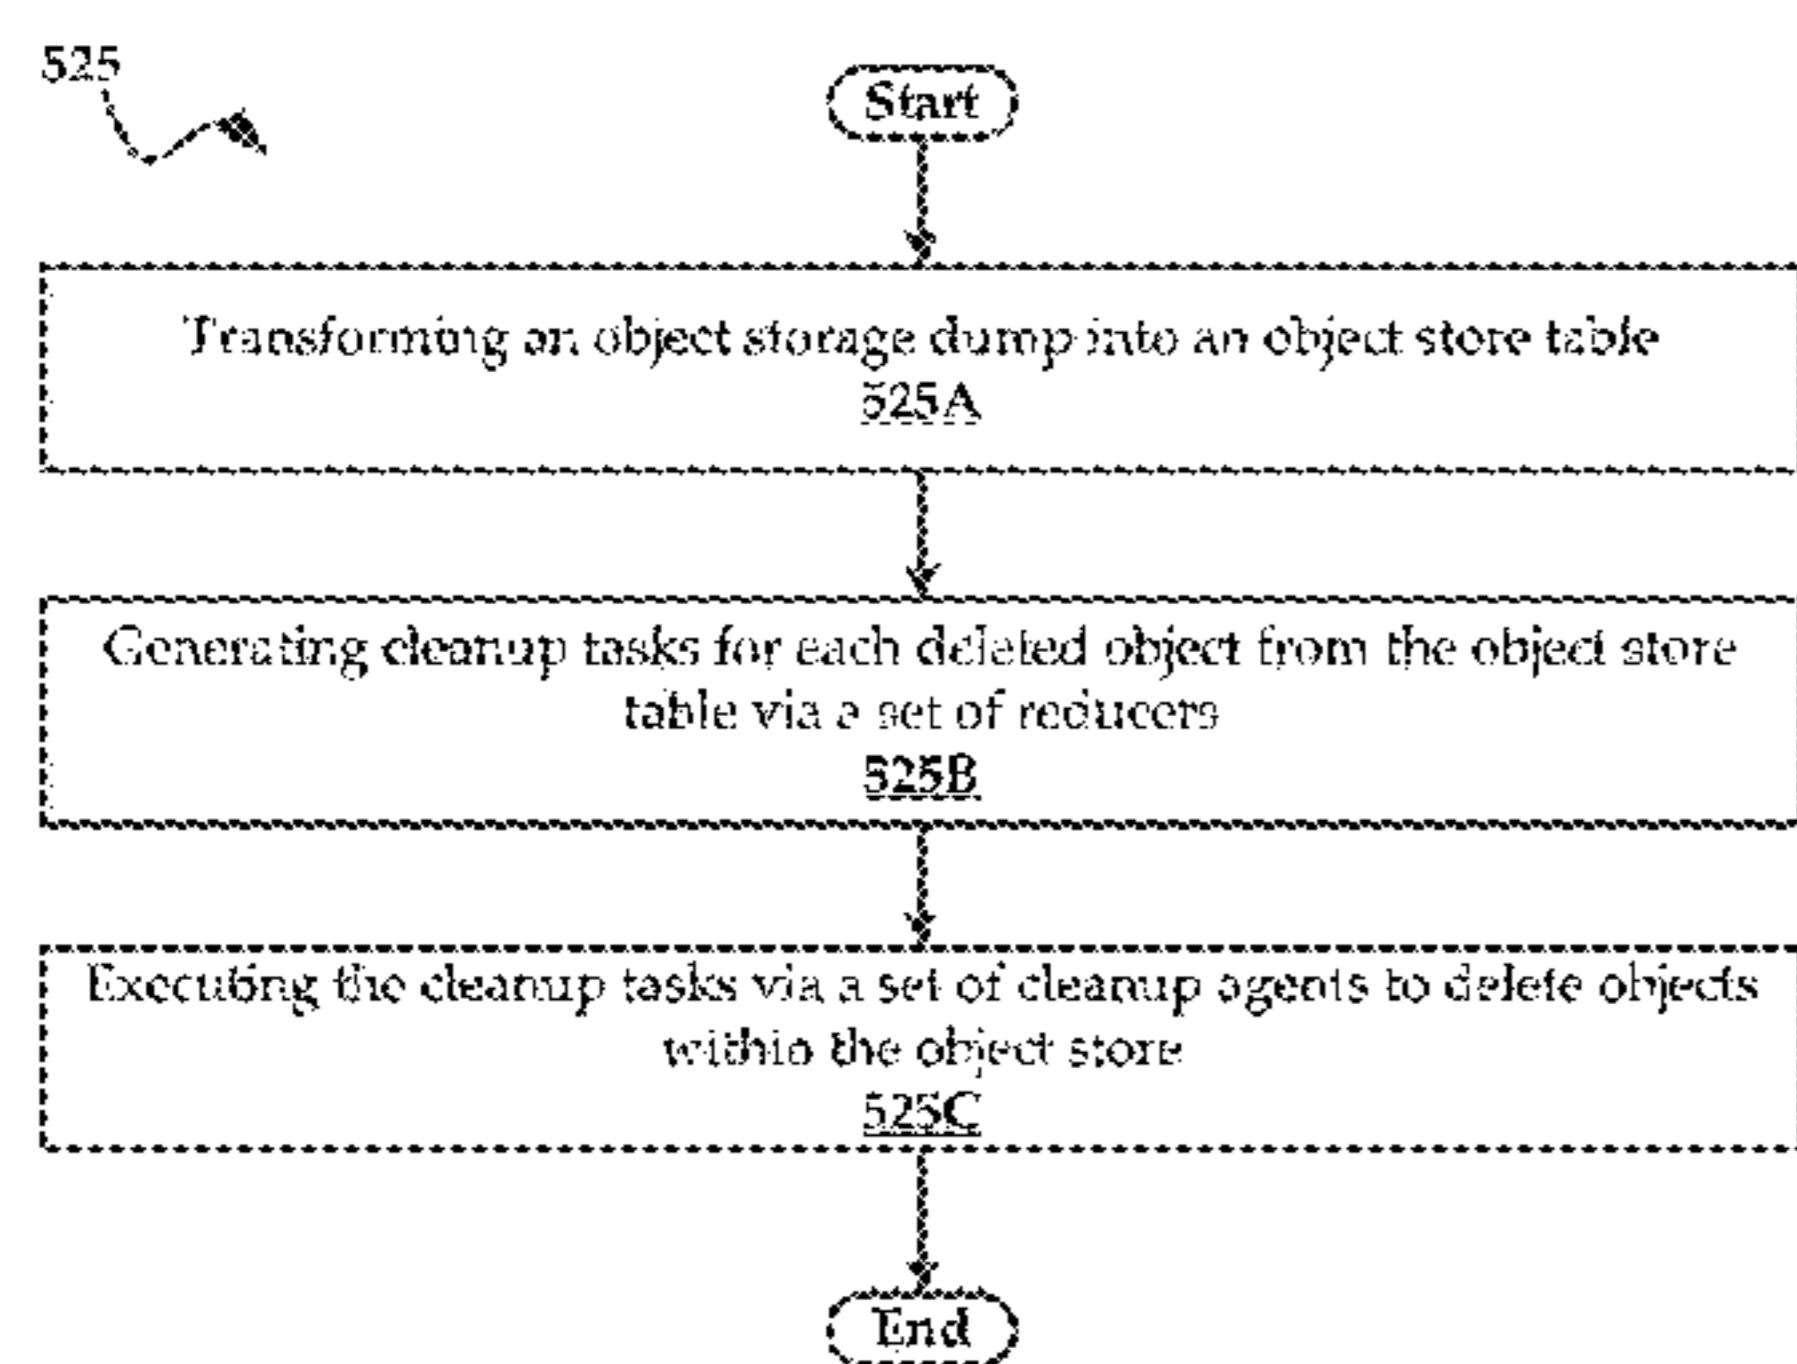 525
Start
Transforming an object storage dump into an object store table
525A
Generating cleanup tasks for each deleted object from the object store
table via a set of reducers
525B
Executing the cleanup tasks via a set of cleanup agents to delete objects
within the object store
525C
End